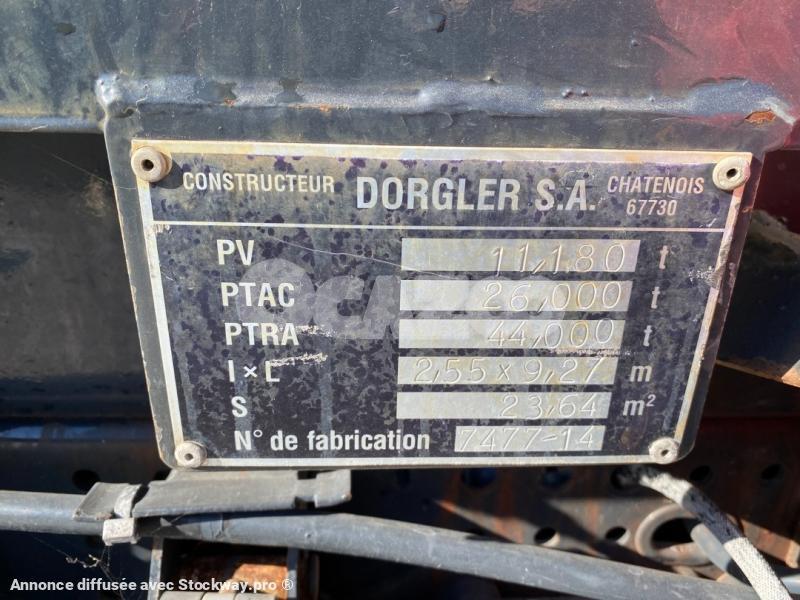 CONSTRUCTEUR DORGLER S.A. CHATENOIS 67730
PV 11,180 t
PTAC 26,000 t
PTRA 44,000 t
l × L 2,55 × 9,27 m
S 23,64 m²
N° de fabrication 7477-14
Annonce diffusée avec Stockway.pro ®